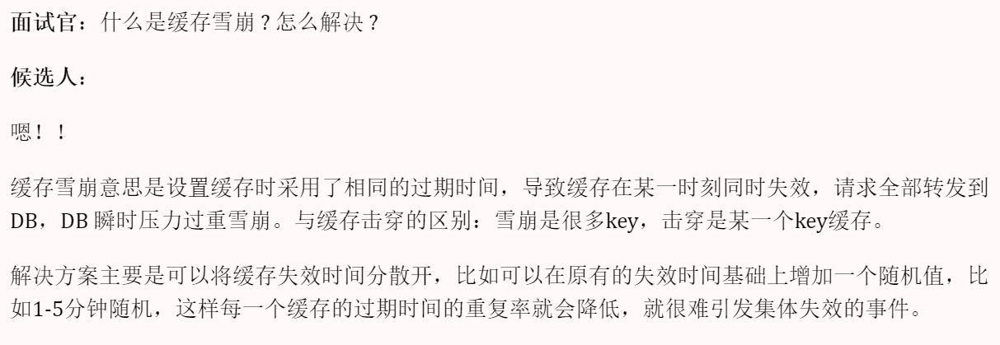 面试官：什么是缓存雪崩 ? 怎么解决 ?
候选人：
嗯！！
缓存雪崩意思是设置缓存时采用了相同的过期时间，导致缓存在某一时刻同时失效，请求全部转发到
DB，DB 瞬时压力过重雪崩。与缓存击穿的区别：雪崩是很多key，击穿是某一个key缓存。
解决方案主要是可以将缓存失效时间分散开，比如可以在原有的失效时间基础上增加一个随机值，比
如1-5分钟随机，这样每一个缓存的过期时间的重复率就会降低，就很难引发集体失效的事件。